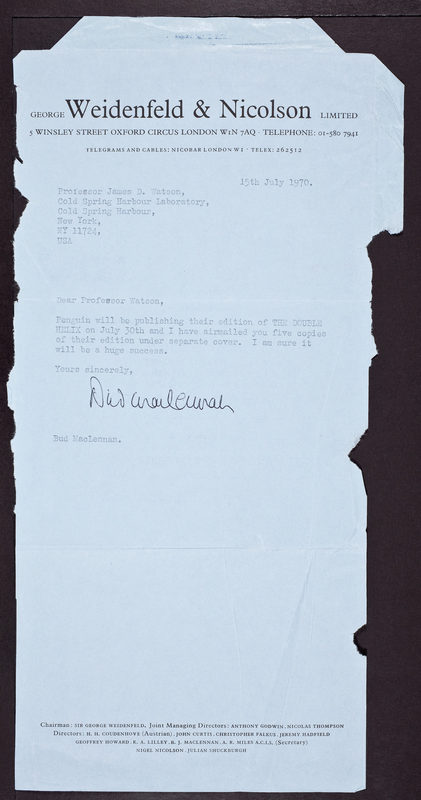 GEORGE Weidenfeld & Nicolson LIMITED
5 WINSLEY STREET OXFORD CIRCUS LONDON W1N 7AQ · TELEPHONE: 01-580 7941
TELEGRAMS AND CABLES: NICOBAR LONDON W1 · TELEX: 262512
15th July 1970.
Professor James D. Watson,
Cold Spring Harbour Laboratory,
Cold Spring Harbour,
New York,
NY 11724,
USA
Dear Professor Watson,
Penguin will be publishing their edition of THE DOUBLE
HELIX on July 30th and I have airmailed you five copies
of their edition under separate cover. I am sure it
will be a huge success.
Yours sincerely,
Bud Maclennan
Bud Maclennan.
Chairman: SIR GEORGE WEIDENFELD. Joint Managing Directors: ANTHONY GODWIN. NICOLAS THOMPSON
Directors: H. H. COUDENHOVE (Austrian). JOHN CURTIS. CHRISTOPHER FALKUS. JEREMY HADFIELD
GEOFFREY HOWARD. R. A. LILLEY. B. J. MACLENNAN. A. R. MILES A.C.I.S. (Secretary)
NIGEL NICOLSON. JULIAN SHUCKBURGH